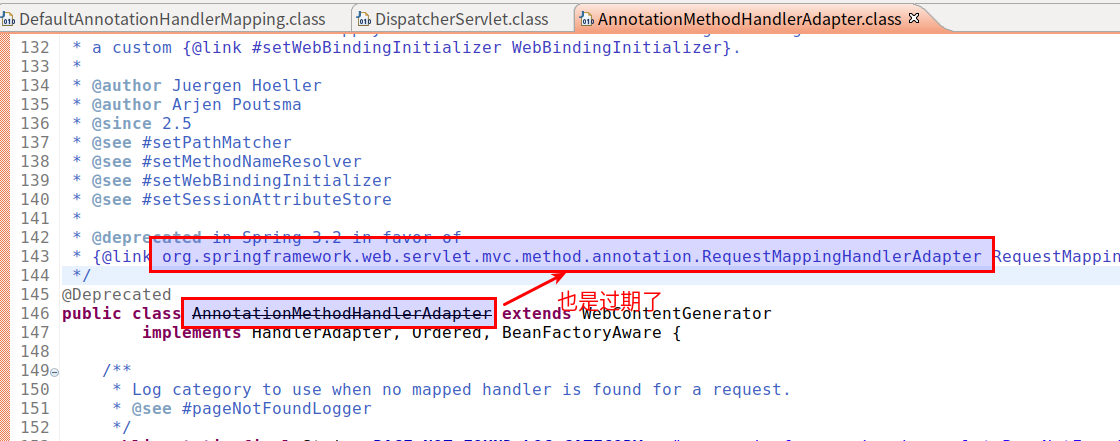 DefaultAnnotationHandlerMapping.class DispatcherServlet.class AnnotationMethodHandlerAdapter.class
132 * a custom {@link #setWebBindingInitializer WebBindingInitializer}.
133 *
134 * @author Juergen Hoeller
135 * @author Arjen Poutsma
136 * @since 2.5
137 * @see #setPathMatcher
138 * @see #setMethodNameResolver
139 * @see #setWebBindingInitializer
140 * @see #setSessionAttributeStore
141 *
142 * @deprecated in Spring 3.2 in favor of
143 * {@link org.springframework.web.servlet.mvc.method.annotation.RequestMappingHandlerAdapter RequestMappin
144 */
145 @Deprecated
也是过期了
146 public class AnnotationMethodHandlerAdapter extends WebContentGenerator
147 implements HandlerAdapter, Ordered, BeanFactoryAware {
148
149 /**
150 * Log category to use when no mapped handler is found for a request.
151 * @see #pageNotFoundLogger
152 */